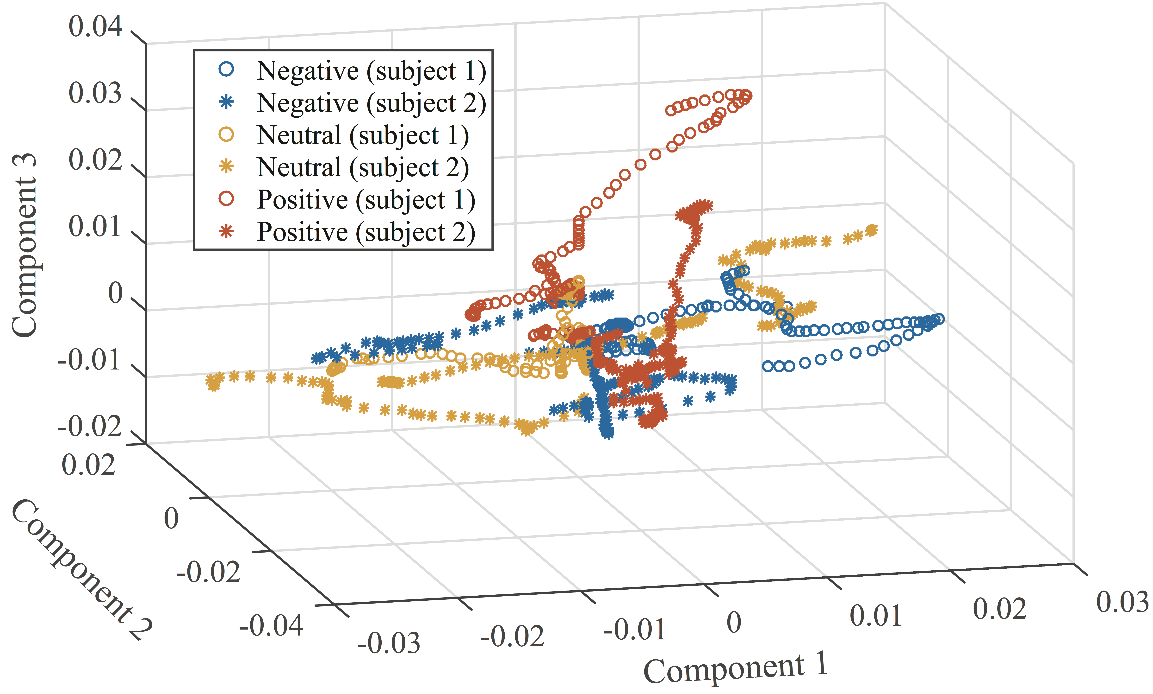 0.04
0.03
0.02
0.01
0
-0.01
-0.02
Component 3
Negative (subject 1)
Negative (subject 2)
Neutral (subject 1)
Neutral (subject 2)
Positive (subject 1)
Positive (subject 2)
0.02
0
-0.02
-0.04
Component 2
-0.03
-0.02
-0.01
0
0.01
0.02
0.03
Component 1